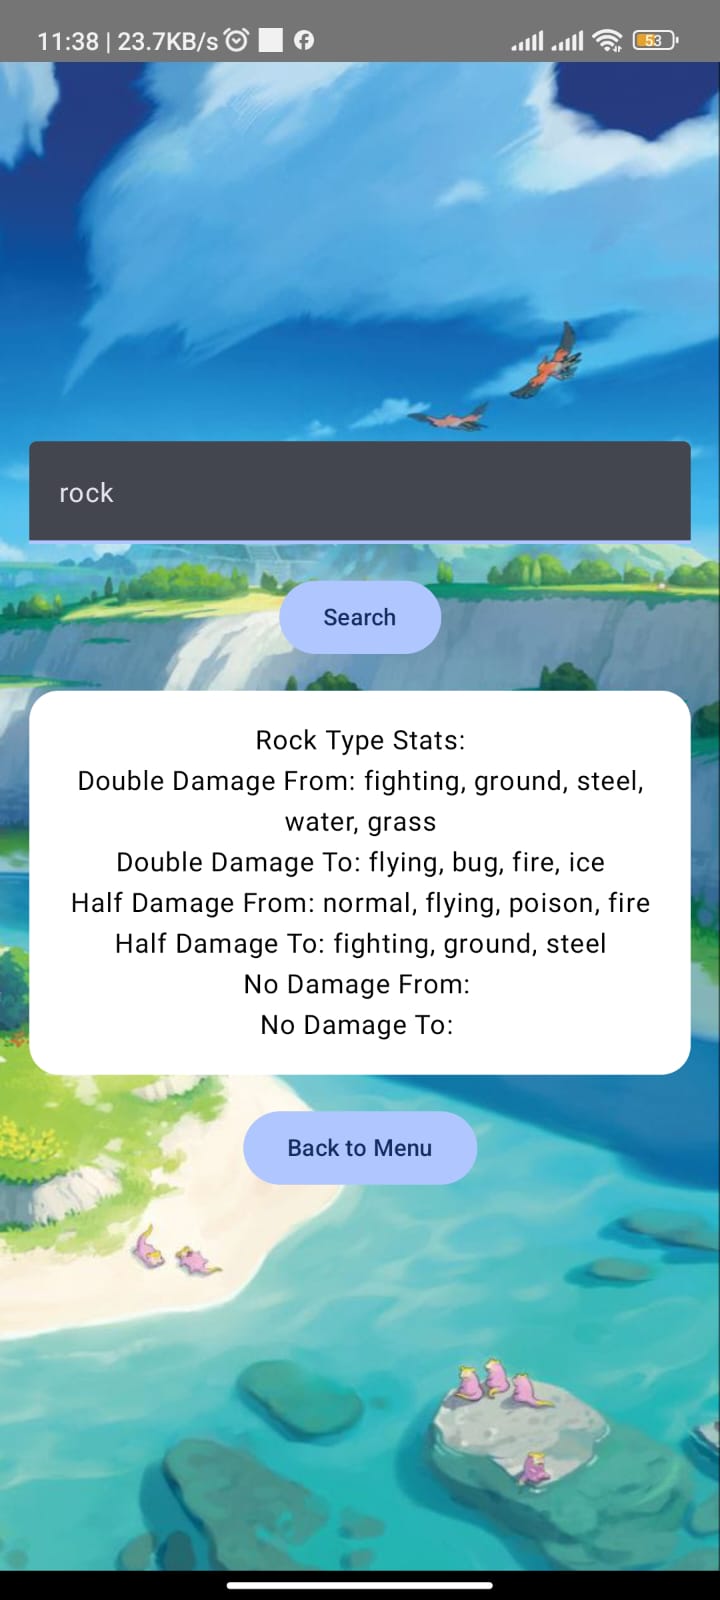 11:38 | 23.7KB/s
53
rock
Search
Rock Type Stats:
Double Damage From: fighting, ground, steel,
water, grass
Double Damage To: flying, bug, fire, ice
Half Damage From: normal, flying, poison, fire
Half Damage To: fighting, ground, steel
No Damage From:
No Damage To:
Back to Menu